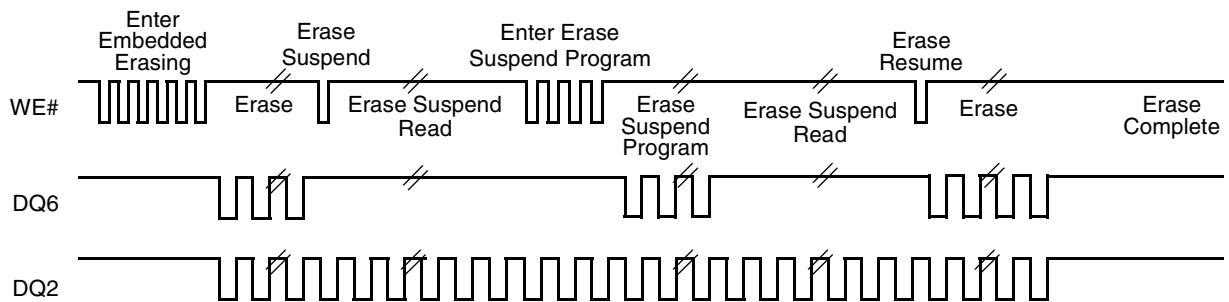 Enter
Embedded
Erasing
Erase
Suspend
Enter Erase
Suspend Program
Erase
Resume
WE#
Erase
Erase Suspend
Read
Erase
Suspend
Program
Erase Suspend
Read
Erase
Erase
Complete
DQ6
DQ2